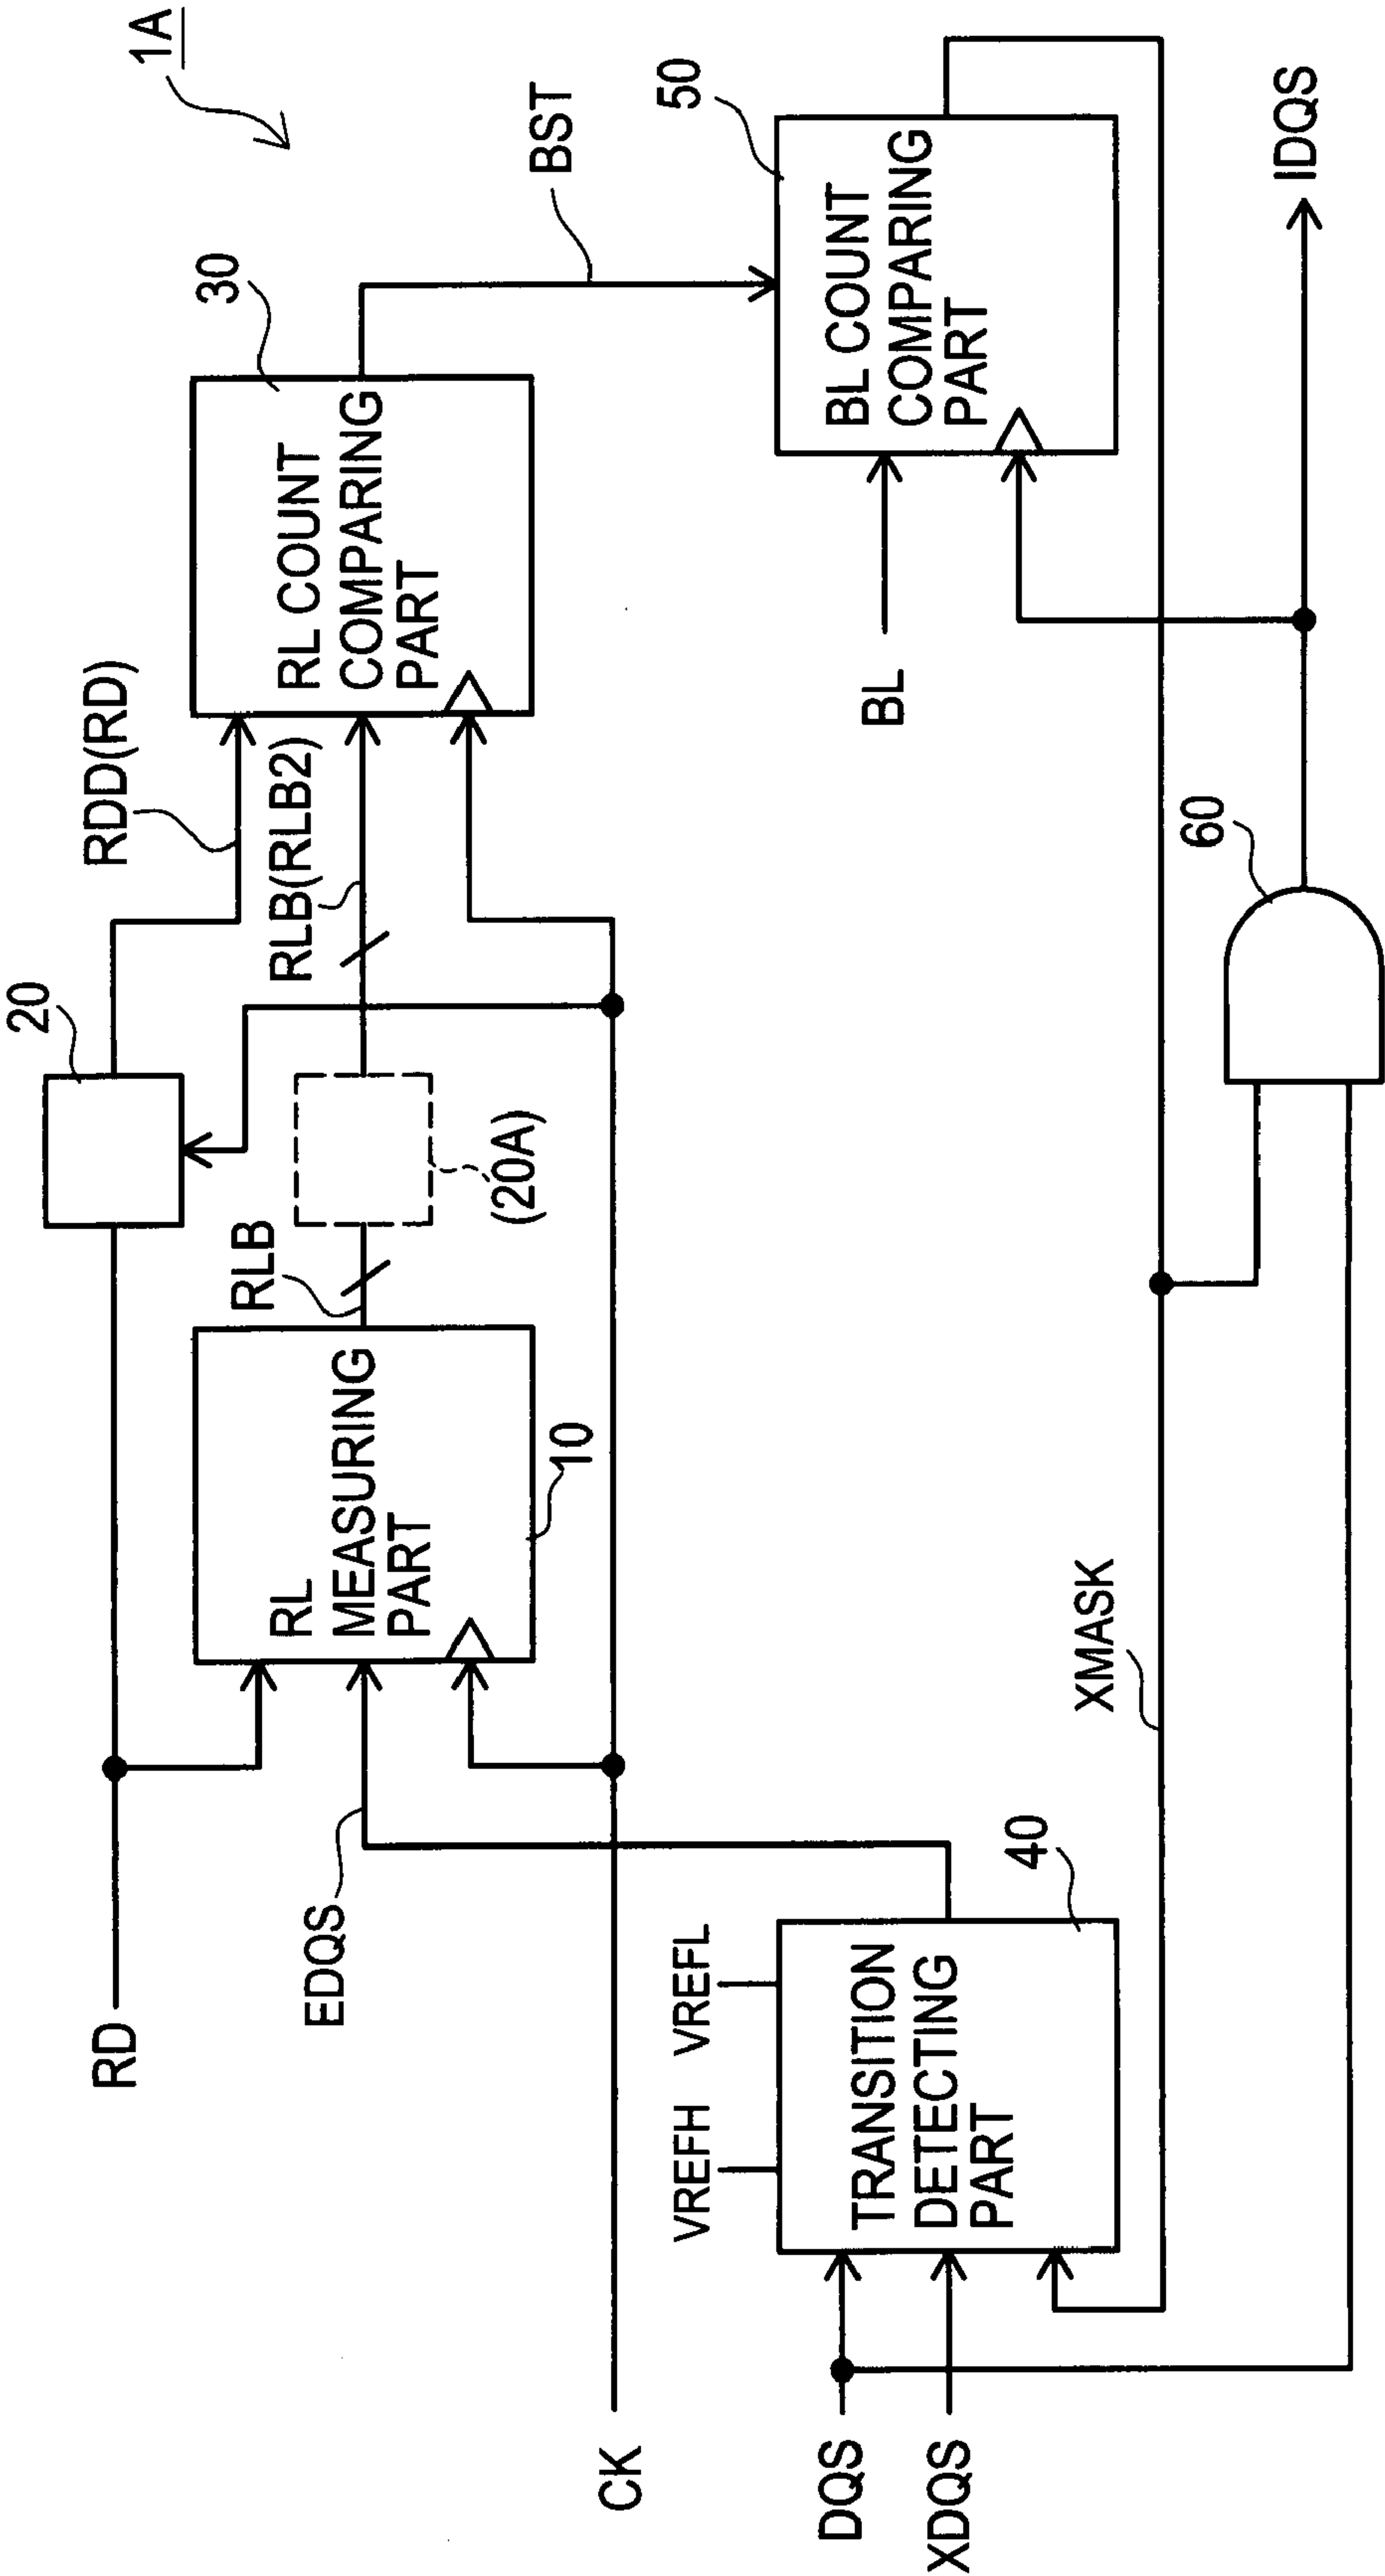 1A
20
RDD(RD)
30
RL COUNT
COMPARING
PART
BST
RD
RL
MEASURING
PART
10
RLB
(20A)
RLB(RLB2)
EDQS
CK
VREFH
VREFL
40
TRANSITION
DETECTING
PART
DQS
XDQS
XMASK
BL
50
BL COUNT
COMPARING
PART
60
IDQS